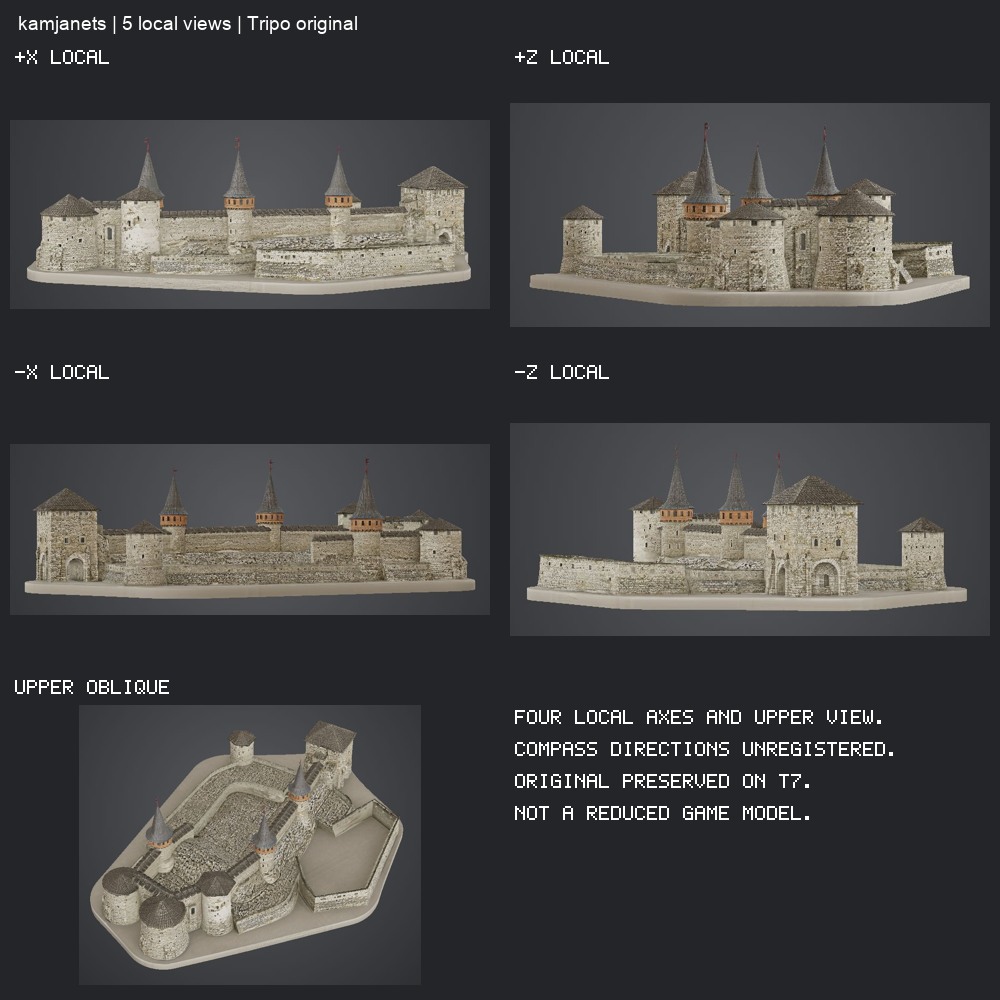 kamjanets | 5 local views | Tripo original
+X LOCAL
+Z LOCAL
-X LOCAL
-Z LOCAL
UPPER OBLIQUE
FOUR LOCAL AXES AND UPPER VIEW.
COMPASS DIRECTIONS UNREGISTERED.
ORIGINAL PRESERVED ON T7.
NOT A REDUCED GAME MODEL.